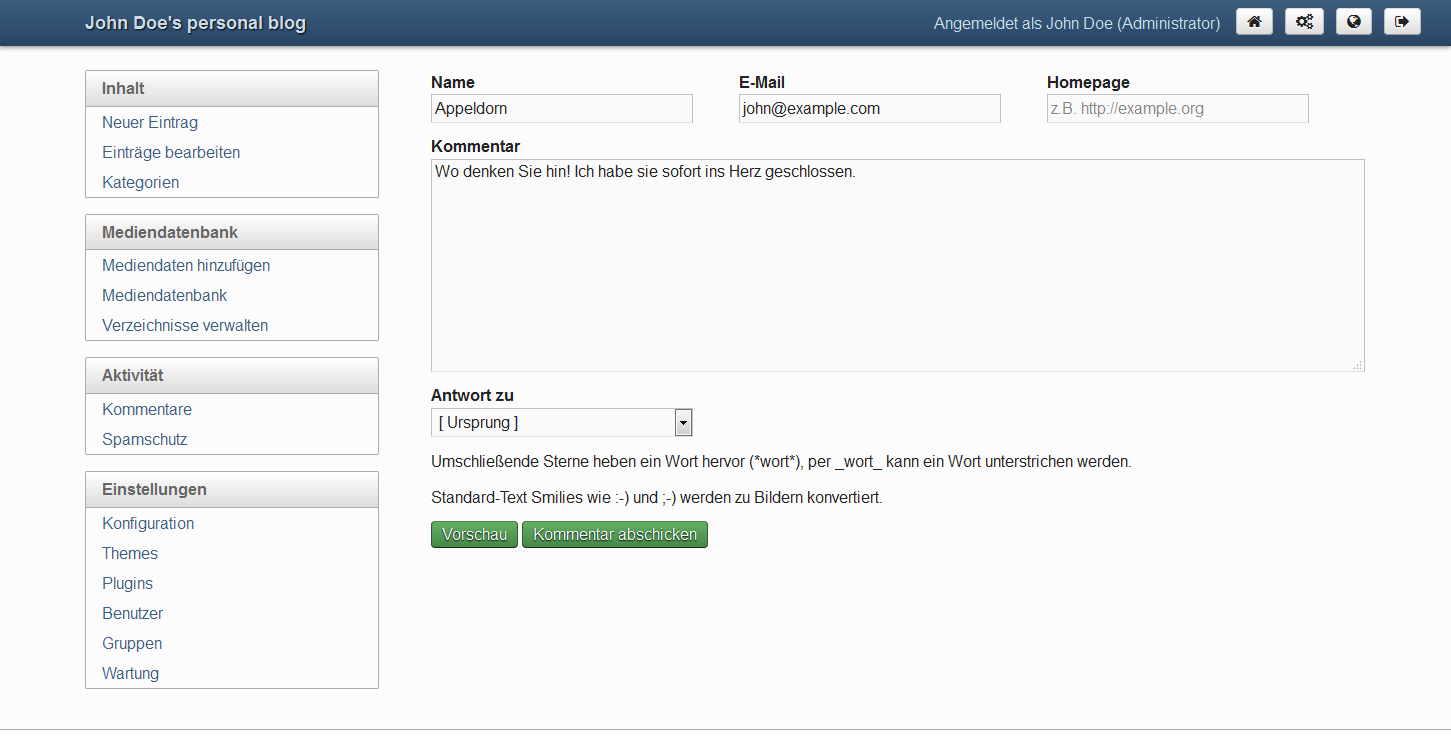 John Doe's personal blog
Angemeldet als John Doe (Administrator)
Inhalt
Neuer Eintrag
Einträge bearbeiten
Kategorien
Mediendatenbank
Mediendaten hinzufügen
Mediendatenbank
Verzeichnisse verwalten
Aktivität
Kommentare
Spamschutz
Einstellungen
Konfiguration
Themes
Plugins
Benutzer
Gruppen
Wartung
Name
Appeldorn
E-Mail
john@example.com
Homepage
z.B. http://example.org
Kommentar
Wo denken Sie hin! Ich habe sie sofort ins Herz geschlossen.
Antwort zu
[ Ursprung ]
Umschließende Sterne heben ein Wort hervor (*wort*), per _wort_ kann ein Wort unterstrichen werden.
Standard-Text Smilies wie :-) und ;-) werden zu Bildern konvertiert.
Vorschau
Kommentar abschicken